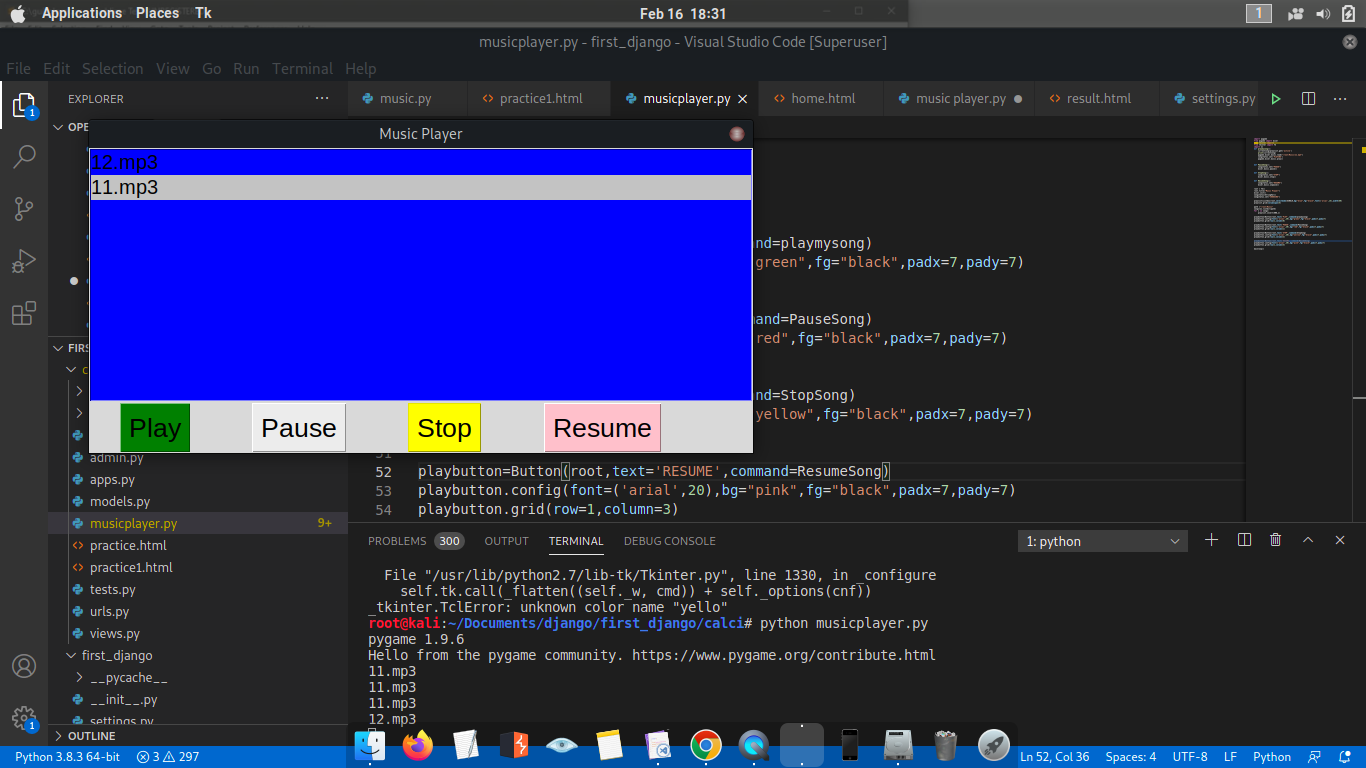 Applications Places Tk
Feb 16 18:31
1
musicplayer.py - first_django - Visual Studio Code [Superuser]
File Edit Selection View Go Run Terminal Help
EXPLORER
music.py
practice1.html
musicplayer.py
home.html
music player.py
result.html
settings.py
1
OPE
Music Player
12.mp3
11.mp3
Play
Pause
Stop
Resume
nd=playmysong)
green",fg="black",padx=7,pady=7)
and=PauseSong)
red",fg="black",padx=7,pady=7)
nd=StopSong)
yellow",fg="black",padx=7,pady=7)
51
52 playbutton=Button(root,text='RESUME',command=ResumeSong)
53 playbutton.config(font=('arial',20),bg="pink",fg="black",padx=7,pady=7)
54 playbutton.grid(row=1,column=3)
FIRS
c
admin.py
apps.py
models.py
musicplayer.py 9+
practice.html
practice1.html
tests.py
urls.py
views.py
first_django
__pycache__
__init__.py
settings.py
OUTLINE
1
PROBLEMS 300 OUTPUT TERMINAL DEBUG CONSOLE
1: python
File "/usr/lib/python2.7/lib-tk/Tkinter.py", line 1330, in _configure
self.tk.call(_flatten((self._w, cmd)) + self._options(cnf))
_tkinter.TclError: unknown color name "yello"
root@kali:~/Documents/django/first_django/calci# python musicplayer.py
pygame 1.9.6
Hello from the pygame community. https://www.pygame.org/contribute.html
11.mp3
11.mp3
11.mp3
12.mp3
Python 3.8.3 64-bit
3 297
Ln 52, Col 36 Spaces: 4 UTF-8 LF Python